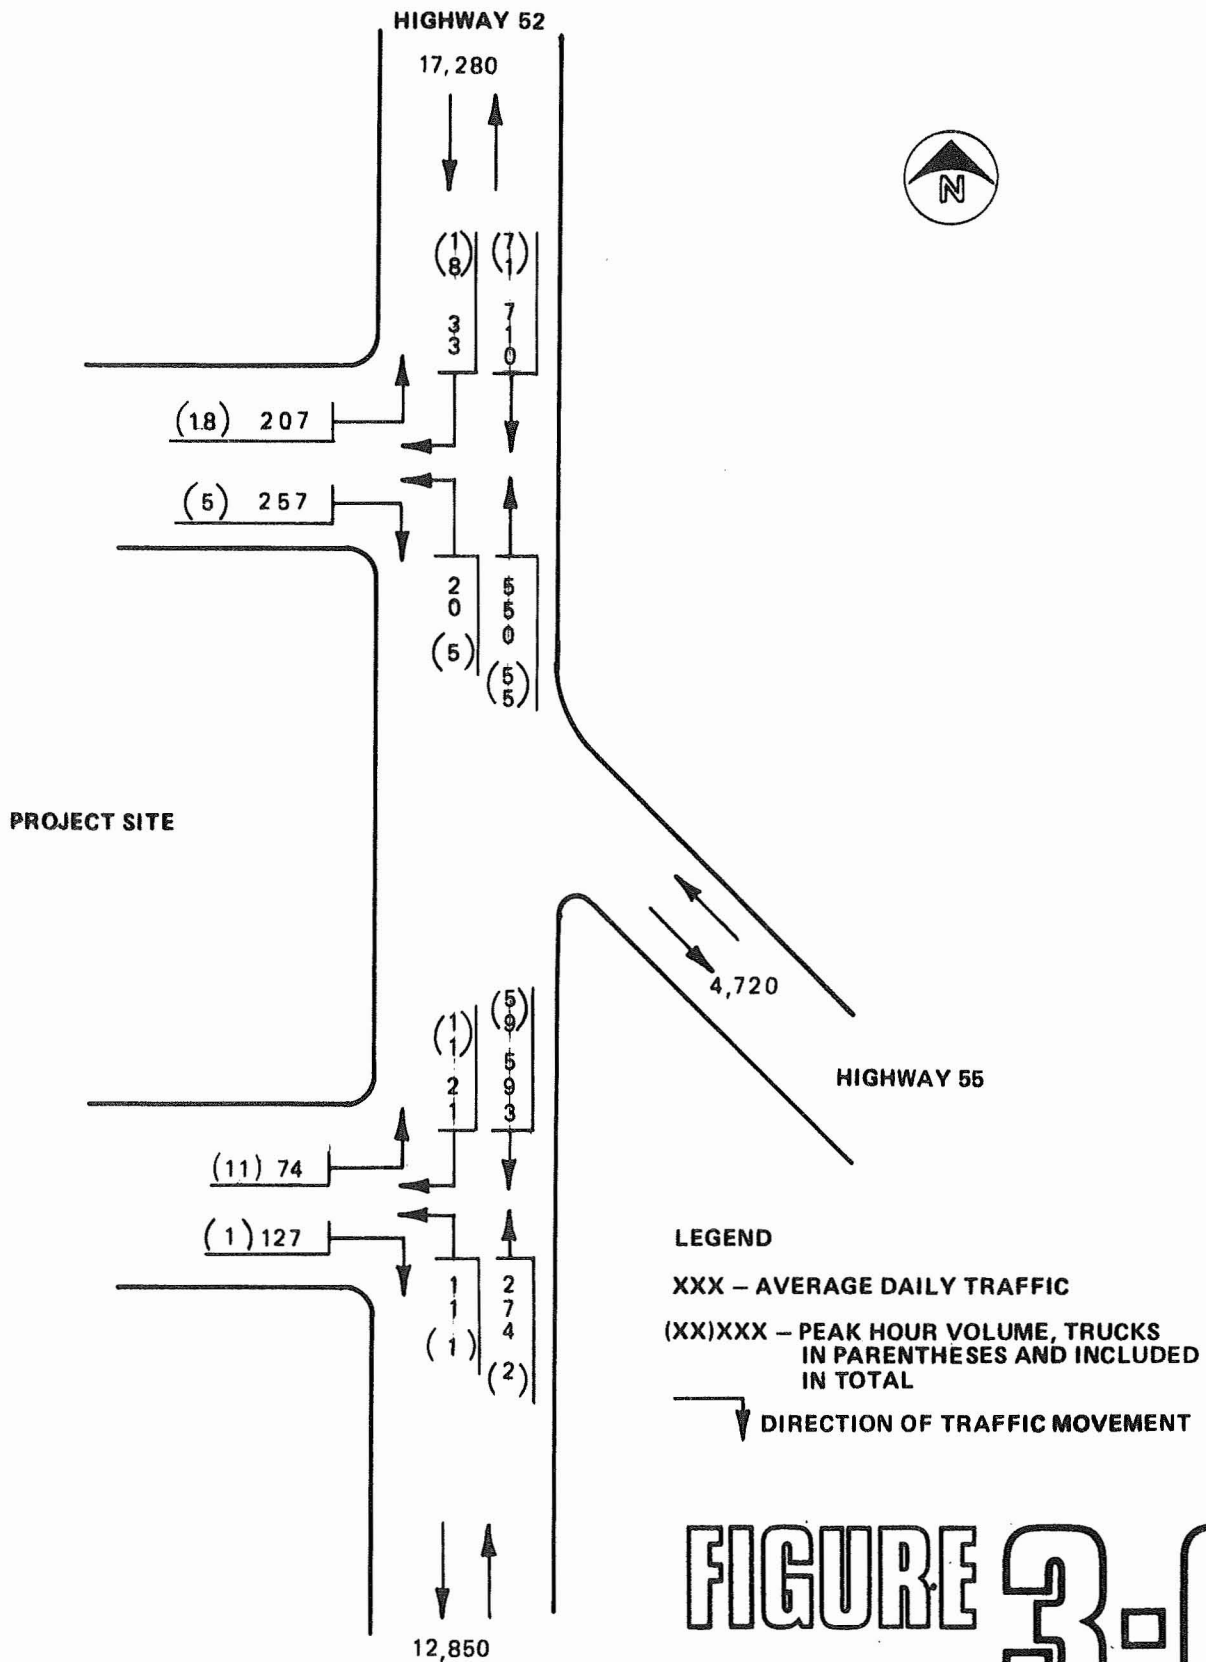 HIGHWAY 52
17,280
(18) 33
(71) 710
(18) 207
(5) 257
20 (5)
550 (55)
PROJECT SITE
4,720
HIGHWAY 55
(11) 21
(59) 593
(11) 74
(1) 127
11 (1)
274 (2)
12,850
N
LEGEND
XXX – AVERAGE DAILY TRAFFIC
(XX)XXX – PEAK HOUR VOLUME, TRUCKS
IN PARENTHESES AND INCLUDED
IN TOTAL
DIRECTION OF TRAFFIC MOVEMENT
FIGURE 3-